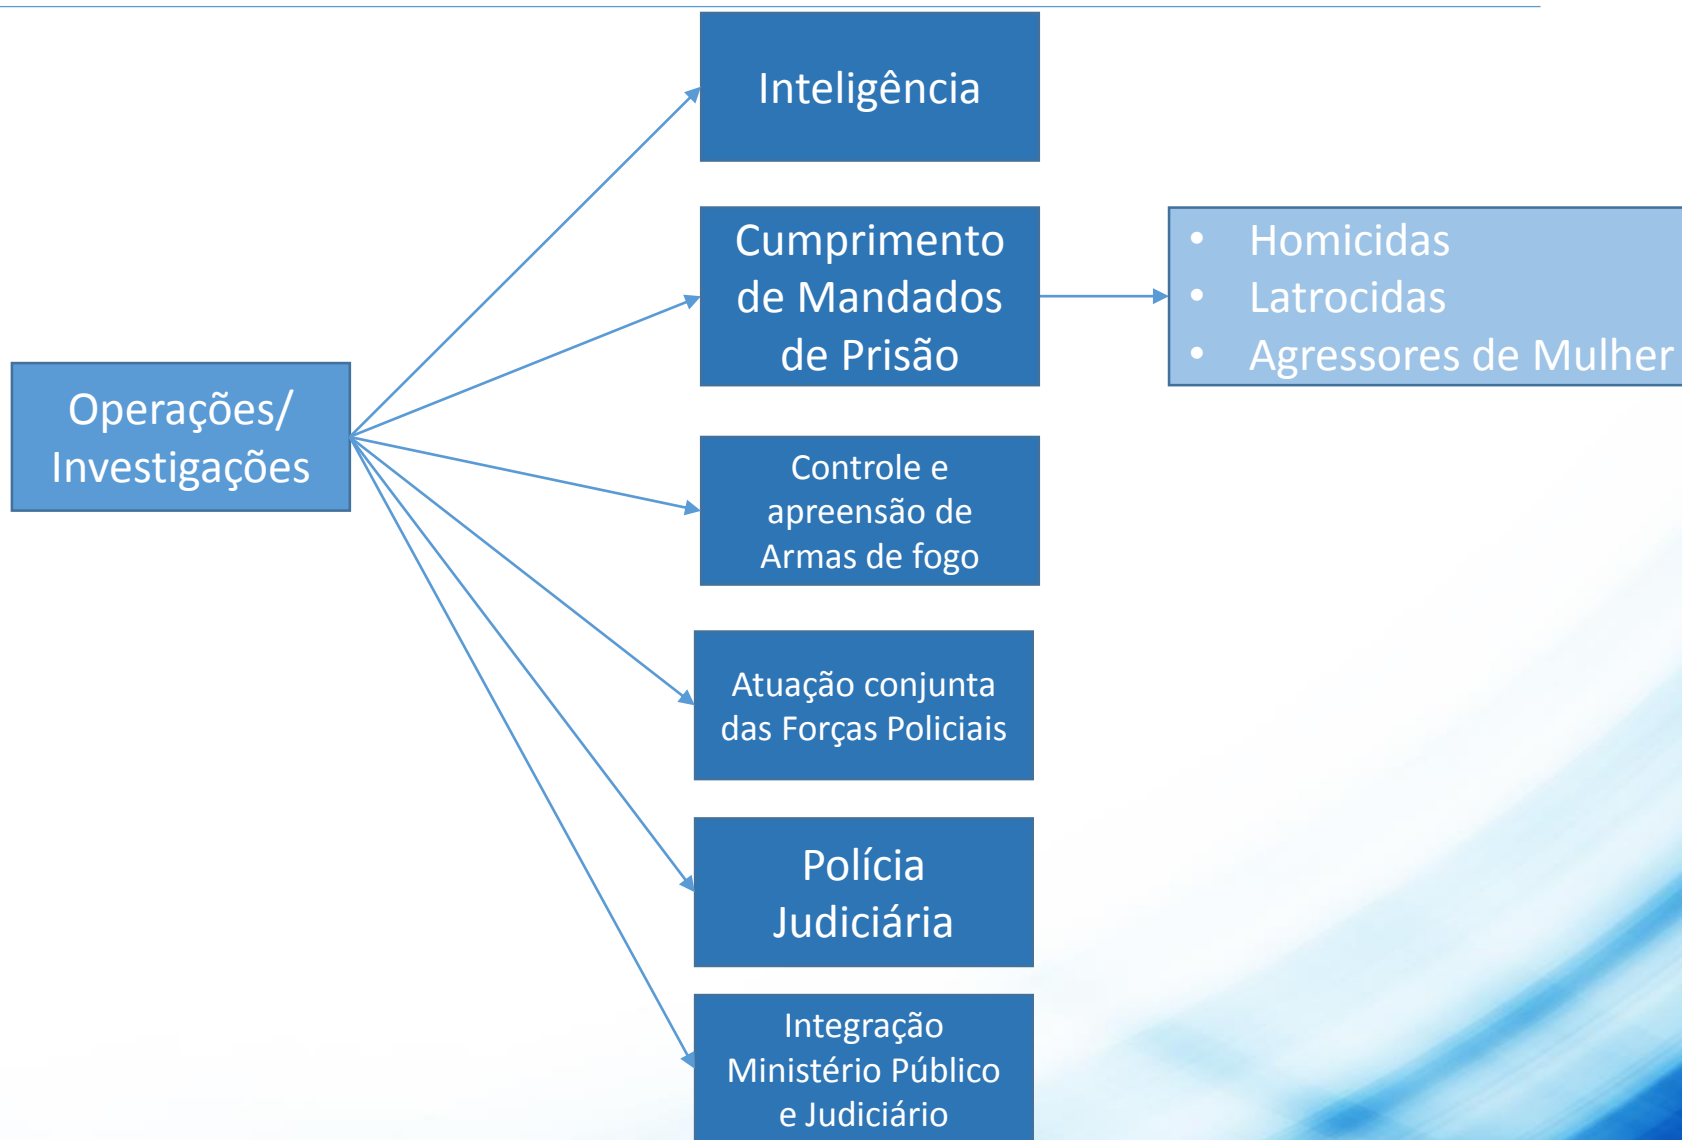 Inteligência
Cumprimento
de Mandados
de Prisão
• Homicidas
• Latrocidas
• Agressores de Mulher
Operações/
Investigações
Controle e
apreensão de
Armas de fogo
Atuação conjunta
das Forças Policiais
Polícia
Judiciária
Integração
Ministério Público
e Judiciário